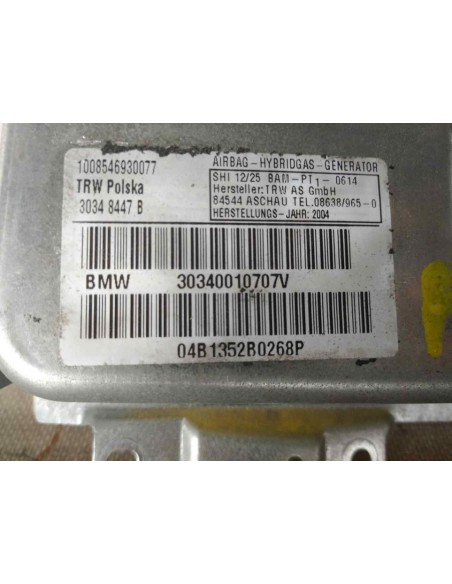 1008546930077
TRW Polska
3034 8447 B
AIRBAG-HYBRIDGAS-GENERATOR
SHI 12/25 BAM-PT1-0614
Hersteller:TRW AS GmbH
84544 ASCHAU TEL.08638/965-0
HERSTELLUNGS-JAHR: 2004
BMW 30340010707V
04B1352B0268P